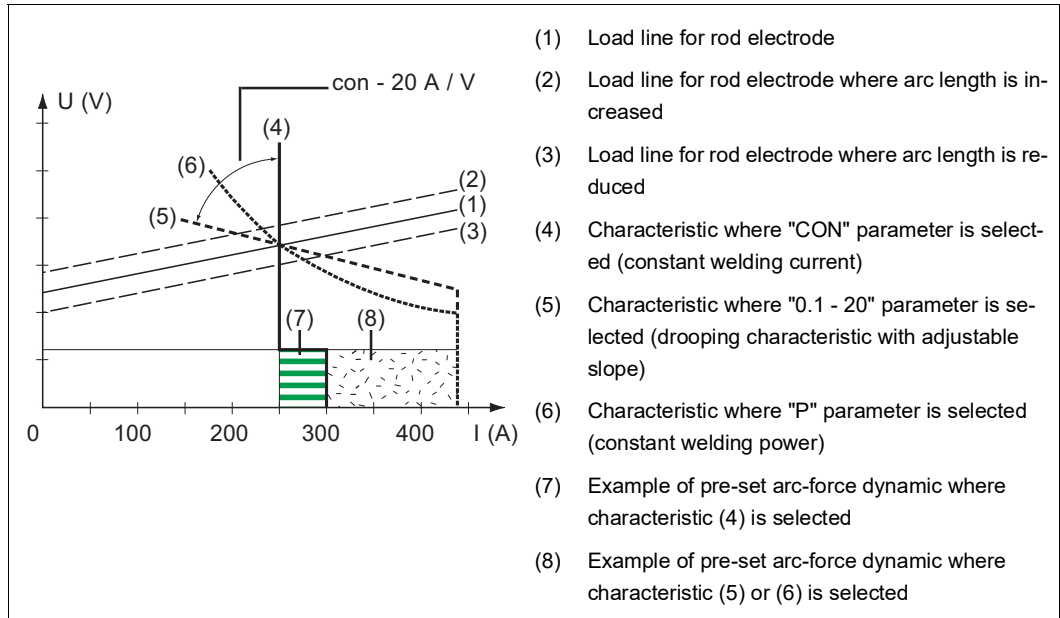 con - 20 A / V
U (V)
(4)
(6)
(5)
(2)
(1)
(3)
(7)
(8)
0
100
200
300
400
I (A)
(1) Load line for rod electrode
(2) Load line for rod electrode where arc length is in-
creased
(3) Load line for rod electrode where arc length is re-
duced
(4) Characteristic where "CON" parameter is select-
ed (constant welding current)
(5) Characteristic where "0.1 - 20" parameter is se-
lected (drooping characteristic with adjustable
slope)
(6) Characteristic where "P" parameter is selected
(constant welding power)
(7) Example of pre-set arc-force dynamic where
characteristic (4) is selected
(8) Example of pre-set arc-force dynamic where
characteristic (5) or (6) is selected